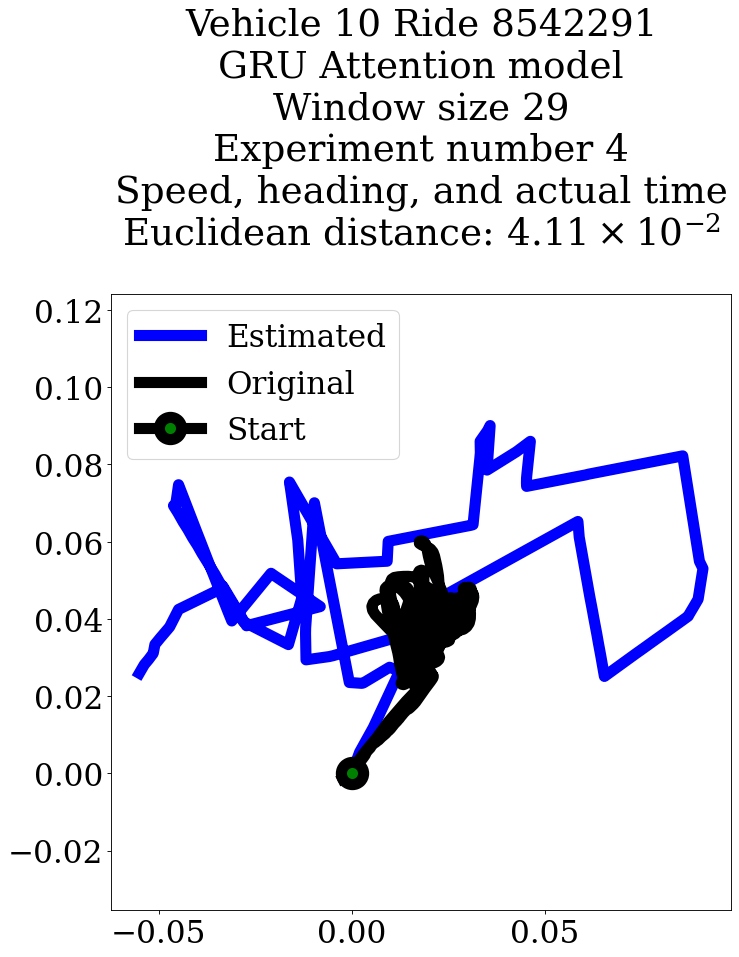 Vehicle 10 Ride 8542291
GRU Attention model
Window size 29
Experiment number 4
Speed, heading, and actual time
Euclidean distance: 4.11 × 10⁻²
0.12
0.10
0.08
0.06
0.04
0.02
0.00
−0.02
Estimated
Original
Start
−0.05 0.00 0.05